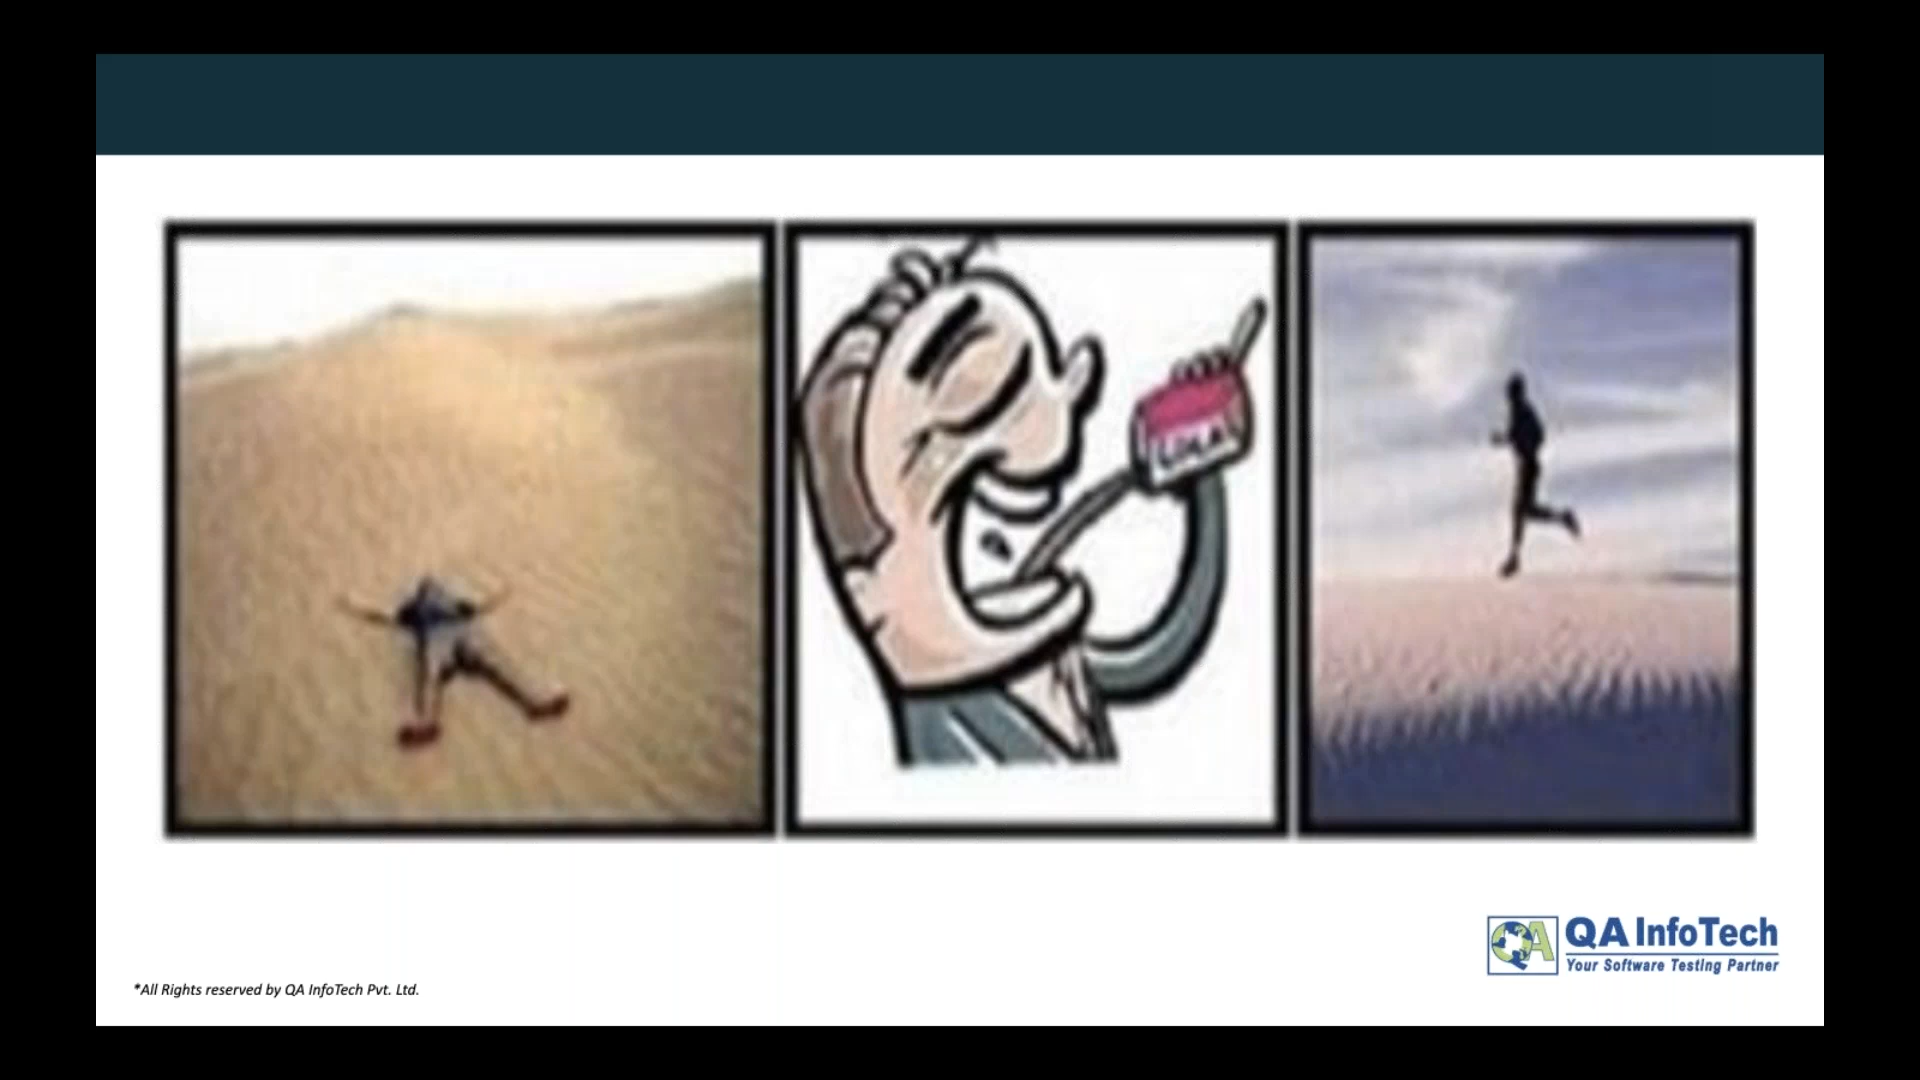 QA InfoTech
Your Software Testing Partner
*All Rights reserved by QA InfoTech Pvt. Ltd.